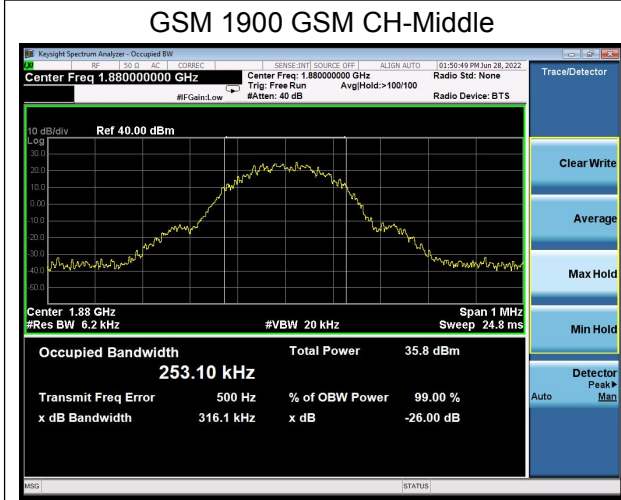 GSM 1900 GSM CH-Middle
Keysight Spectrum Analyzer - Occupied BW
RF 50 Ω AC CORREC SENSE:INT SOURCE OFF ALIGN AUTO 01:50:49 PM Jun 28, 2022
Center Freq 1.880000000 GHz Center Freq: 1.880000000 GHz Radio Std: None Trace/Detector
Trig: Free Run Avg|Hold:>100/100
#IFGain:Low #Atten: 40 dB Radio Device: BTS
10 dB/div Ref 40.00 dBm
Log
30.0
20.0
10.0
0.00
-10.0
-20.0
-30.0
-40.0
-50.0
Clear Write
Average
Max Hold
Min Hold
Detector
Peak▶
Auto Man
Center 1.88 GHz Span 1 MHz
#Res BW 6.2 kHz #VBW 20 kHz Sweep 24.8 ms
Occupied Bandwidth Total Power 35.8 dBm
253.10 kHz
Transmit Freq Error 500 Hz % of OBW Power 99.00 %
x dB Bandwidth 316.1 kHz x dB -26.00 dB
MSG STATUS